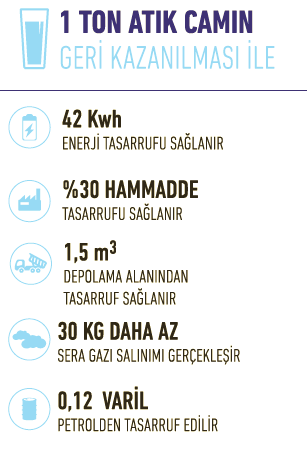 1 TON ATIK CAMIN
GERİ KAZANILMASI İLE
42 Kwh
ENERJİ TASARRUFU SAĞLANIR
%30 HAMMADDE
TASARRUFU SAĞLANIR
1,5 m³
DEPOLAMA ALANINDAN
TASARRUF SAĞLANIR
30 KG DAHA AZ
SERA GAZI SALINIMI GERÇEKLEŞİR
0,12 VARİL
PETROLDEN TASARRUF EDİLİR